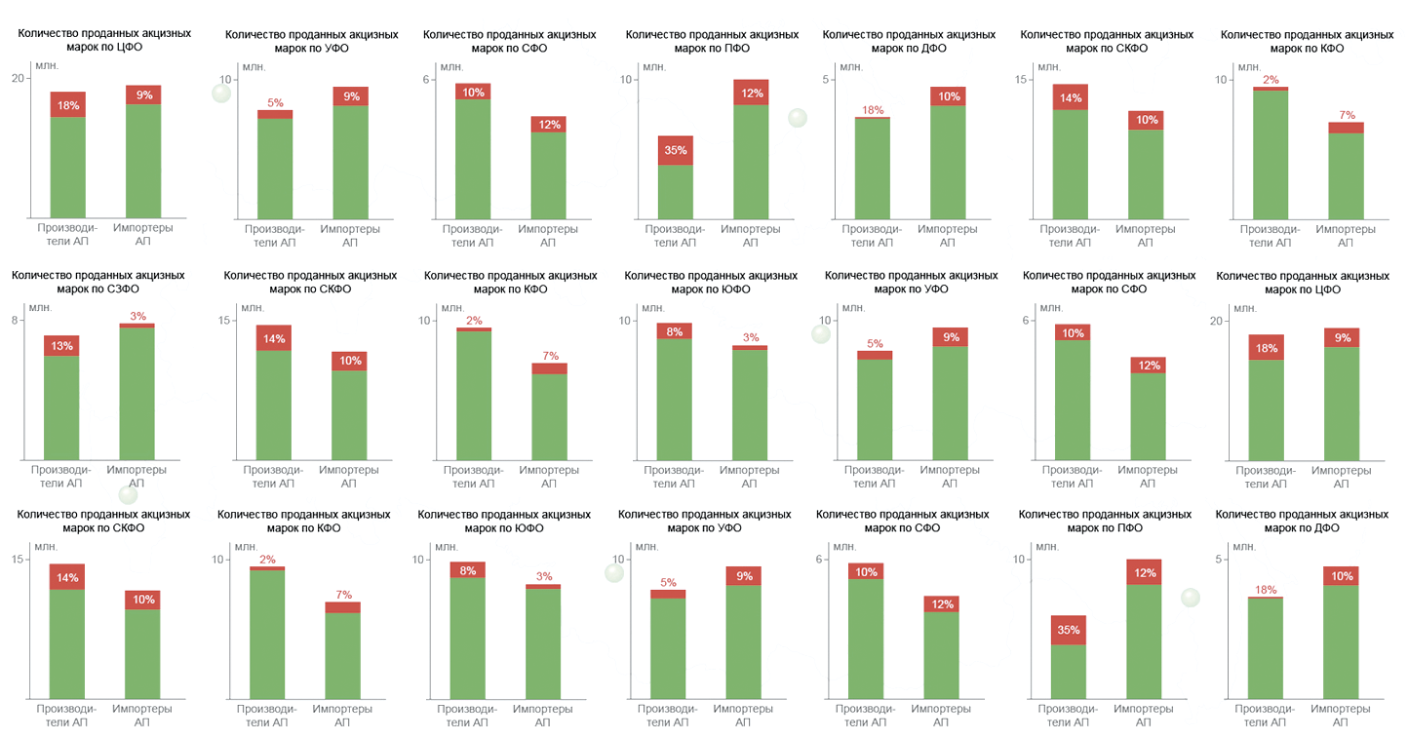 Количество проданных акцизных
марок по ЦФО
млн.
20
18%
9%
Производи-
тели АП
Импортеры
АП
Количество проданных акцизных
марок по УФО
млн.
10
5%
9%
Производи-
тели АП
Импортеры
АП
Количество проданных акцизных
марок по СФО
млн.
6
10%
12%
Производи-
тели АП
Импортеры
АП
Количество проданных акцизных
марок по ПФО
млн.
10
35%
12%
Производи-
тели АП
Импортеры
АП
Количество проданных акцизных
марок по ДФО
млн.
5
18%
10%
Производи-
тели АП
Импортеры
АП
Количество проданных акцизных
марок по СКФО
млн.
15
14%
10%
Производи-
тели АП
Импортеры
АП
Количество проданных акцизных
марок по КФО
млн.
10
2%
7%
Производи-
тели АП
Импортеры
АП
Количество проданных акцизных
марок по СЗФО
млн.
8
13%
3%
Производи-
тели АП
Импортеры
АП
Количество проданных акцизных
марок по СКФО
млн.
15
14%
10%
Производи-
тели АП
Импортеры
АП
Количество проданных акцизных
марок по КФО
млн.
10
2%
7%
Производи-
тели АП
Импортеры
АП
Количество проданных акцизных
марок по ЮФО
млн.
10
8%
3%
Производи-
тели АП
Импортеры
АП
Количество проданных акцизных
марок по УФО
млн.
10
5%
9%
Производи-
тели АП
Импортеры
АП
Количество проданных акцизных
марок по СФО
млн.
6
10%
12%
Производи-
тели АП
Импортеры
АП
Количество проданных акцизных
марок по ЦФО
млн.
20
18%
9%
Производи-
тели АП
Импортеры
АП
Количество проданных акцизных
марок по СКФО
млн.
15
14%
10%
Производи-
тели АП
Импортеры
АП
Количество проданных акцизных
марок по КФО
млн.
10
2%
7%
Производи-
тели АП
Импортеры
АП
Количество проданных акцизных
марок по ЮФО
млн.
10
8%
3%
Производи-
тели АП
Импортеры
АП
Количество проданных акцизных
марок по УФО
млн.
10
5%
9%
Производи-
тели АП
Импортеры
АП
Количество проданных акцизных
марок по СФО
млн.
6
10%
12%
Производи-
тели АП
Импортеры
АП
Количество проданных акцизных
марок по ПФО
млн.
10
35%
12%
Производи-
тели АП
Импортеры
АП
Количество проданных акцизных
марок по ДФО
млн.
5
18%
10%
Производи-
тели АП
Импортеры
АП